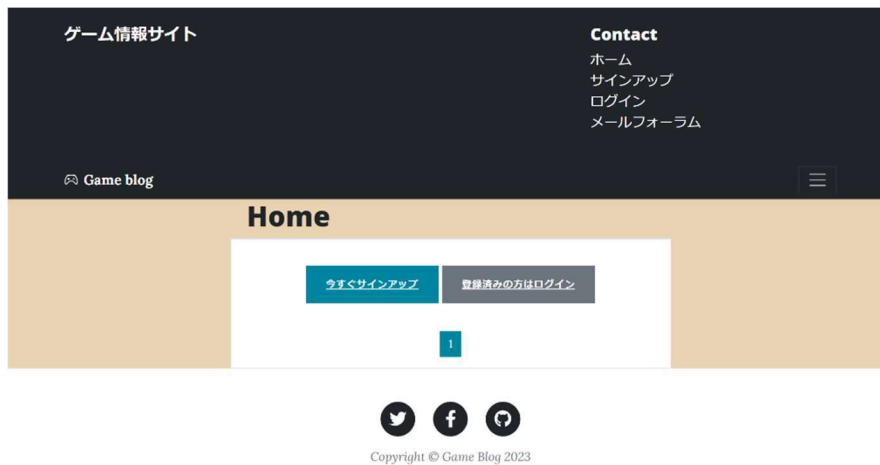 ゲーム情報サイト
Contact
ホーム
サインアップ
ログイン
メールフォーラム
Game blog
Home
今すぐサインアップ
登録済みの方はログイン
1
Copyright © Game Blog 2023